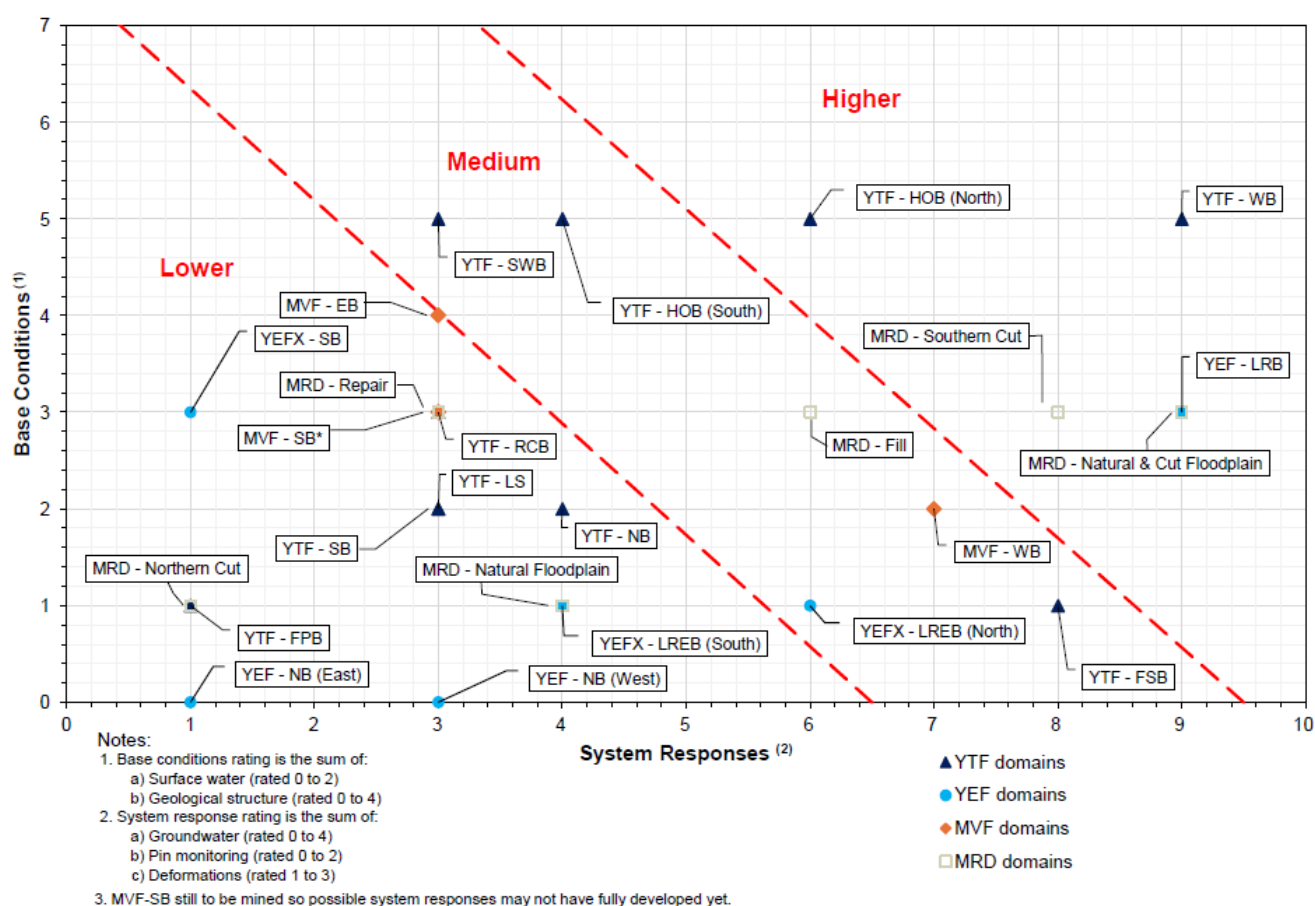 7
Higher
6
Medium
YTF - HOB (North)
YTF - WB
5
YTF - SWB
Lower
MVF - EB
YTF - HOB (South)
4
YEFX - SB
MRD - Southern Cut
YEF - LRB
MRD - Repair
3
MVF - SB*
YTF - RCB
MRD - Fill
MRD - Natural & Cut Floodplain
YTF - LS
2
YTF - SB
YTF - NB
MVF - WB
MRD - Northern Cut
MRD - Natural Floodplain
1
YTF - FPB
YEFX - LREB (South)
YEFX - LREB (North)
YEF - NB (East)
YEF - NB (West)
YTF - FSB
0
Base Conditions (1)
0 1 2 3 4 5 6 7 8 9 10
System Responses (2)
Notes:
1. Base conditions rating is the sum of:
a) Surface water (rated 0 to 2)
b) Geological structure (rated 0 to 4)
2. System response rating is the sum of:
a) Groundwater (rated 0 to 4)
b) Pin monitoring (rated 0 to 2)
c) Deformations (rated 1 to 3)
3. MVF-SB still to be mined so possible system responses may not have fully developed yet.
YTF domains
YEF domains
MVF domains
MRD domains